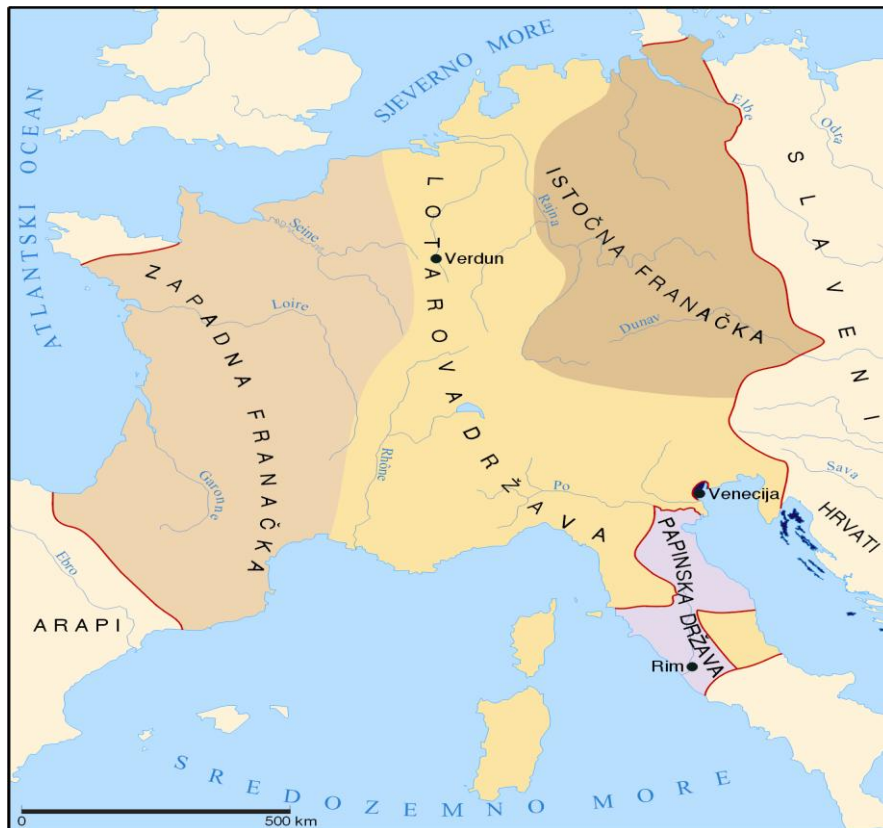 SJEVERNO MORE
ATLANTSKI OCEAN
Elbe
Odra
SLAVENI
ISTOČNA FRANAČKA
Rajna
LOTAROVA DRŽAVA
Seine
Verdun
ZAPADNA FRANAČKA
Loire
Dunav
Garonne
Rhône
Po
Venecija
Sava
HRVATI
Ebro
ARAPI
PAPINSKA DRŽAVA
Rim
SREDOZEMNO MORE
0 500 km